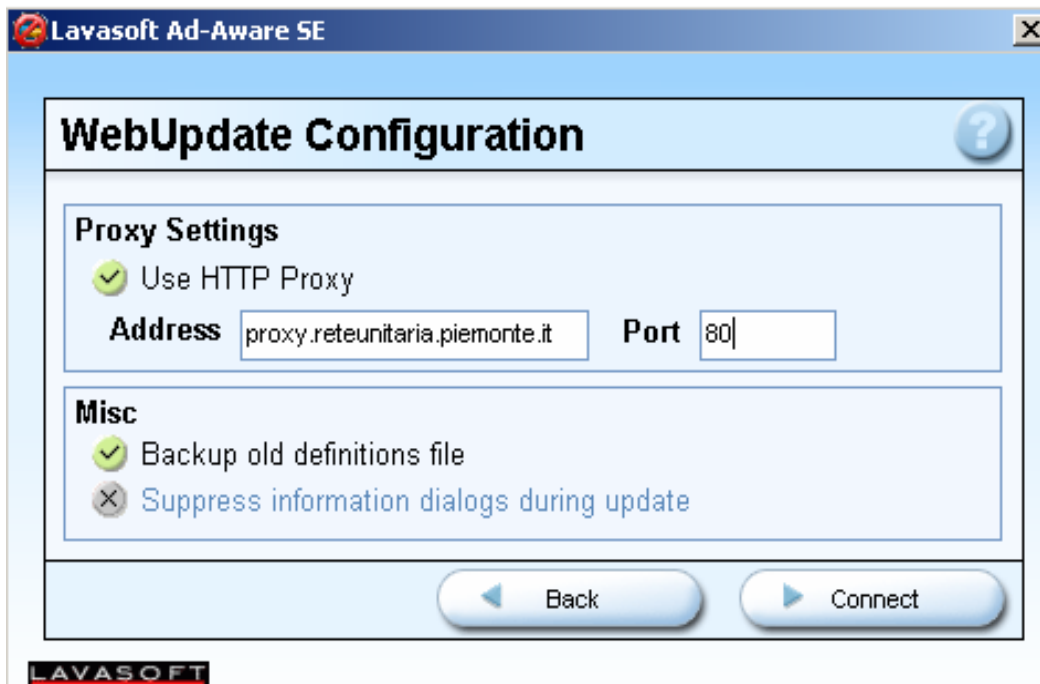 Lavasoft Ad-Aware SE
WebUpdate Configuration
?
Proxy Settings
Use HTTP Proxy
Address proxy.reteunitaria.piemonte.it Port 80
Misc
Backup old definitions file
Suppress information dialogs during update
Back Connect
LAVASOFT